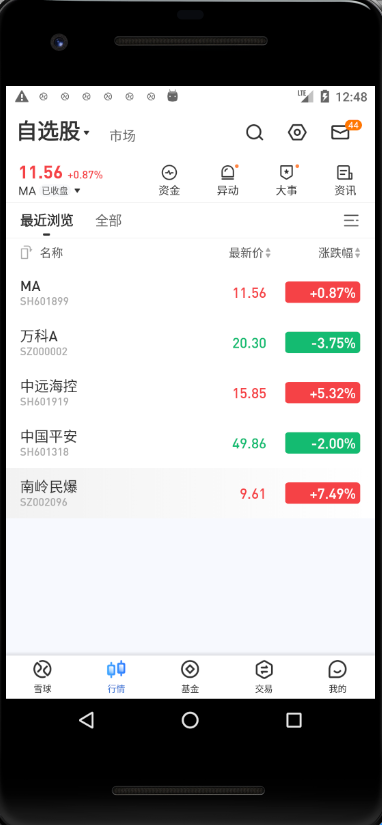 LTE 12:48
自选股 市场 44
11.56 +0.87%
MA 已收盘 资金 异动 大事 资讯
最近浏览 全部
名称 最新价 涨跌幅
MA
SH601899 11.56 +0.87%
万科A
SZ000002 20.30 -3.75%
中远海控
SH601919 15.85 +5.32%
中国平安
SH601318 49.86 -2.00%
南岭民爆
SZ002096 9.61 +7.49%
雪球 行情 基金 交易 我的